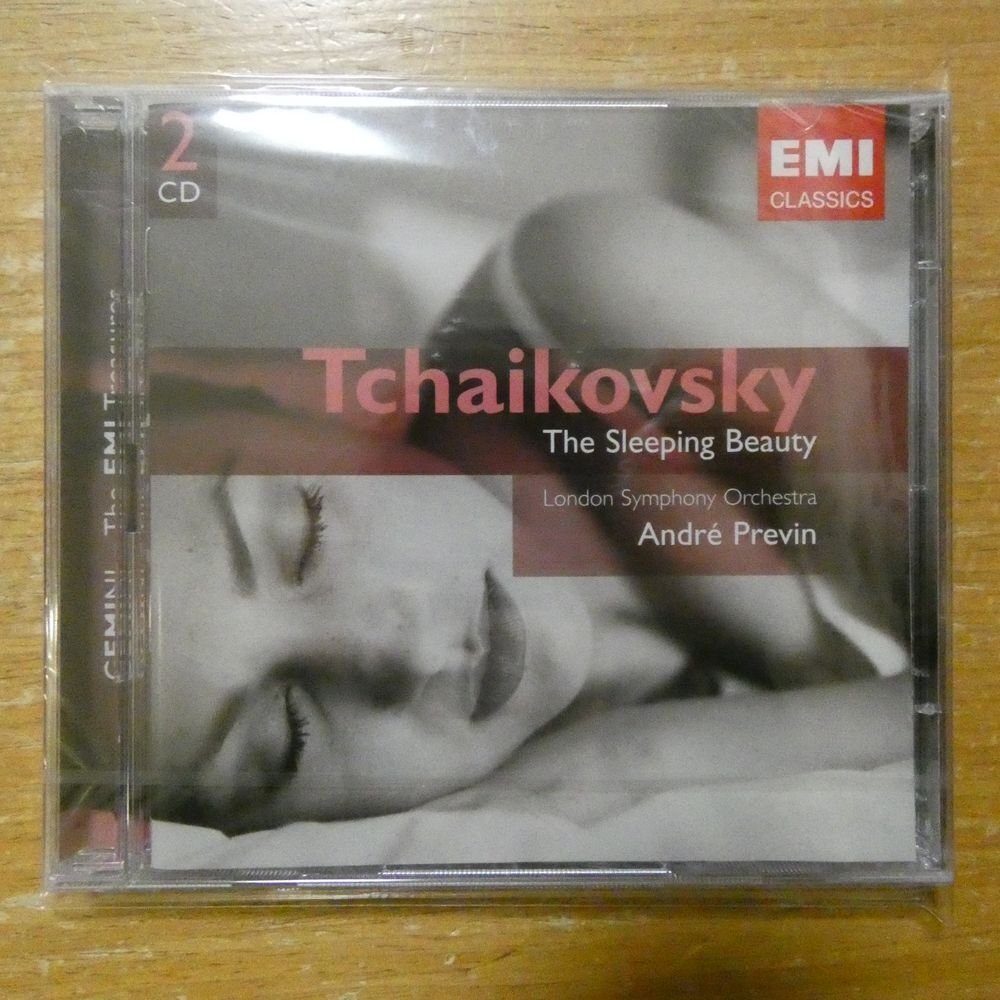 2
CD
EMI
CLASSICS
Tchaikovsky
The Sleeping Beauty
London Symphony Orchestra
André Previn
GEMINI The EMI Treasures